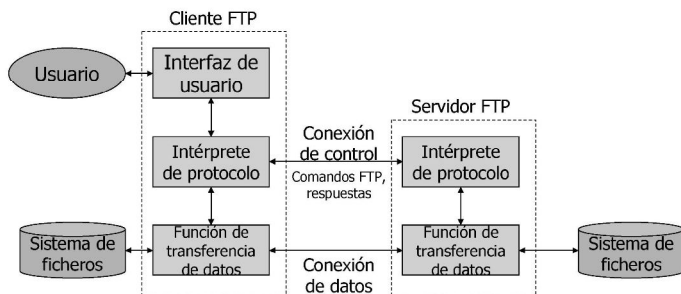 Cliente FTP
Usuario
Interfaz de
usuario
Servidor FTP
Intérprete
de protocolo
Conexión
de control
Comandos FTP,
respuestas
Intérprete
de protocolo
Sistema de
ficheros
Función de
transferencia
de datos
Conexión
de datos
Función de
transferencia
de datos
Sistema de
ficheros